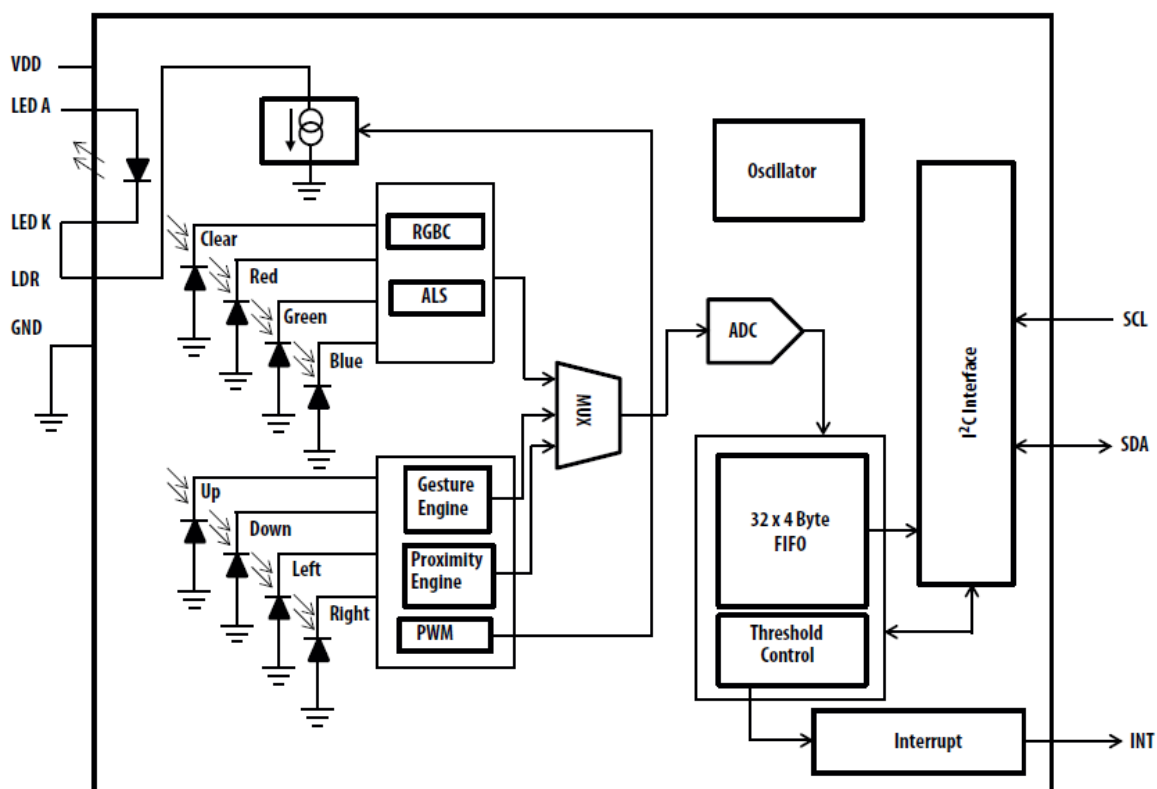 VDD
LED A
LED K
LDR
GND
Clear
Red
Green
Blue
RGBC
ALS
Up
Down
Left
Right
Gesture
Engine
Proximity
Engine
PWM
MUX
Oscillator
ADC
32 x 4 Byte
FIFO
Threshold
Control
I²C Interface
Interrupt
SCL
SDA
INT